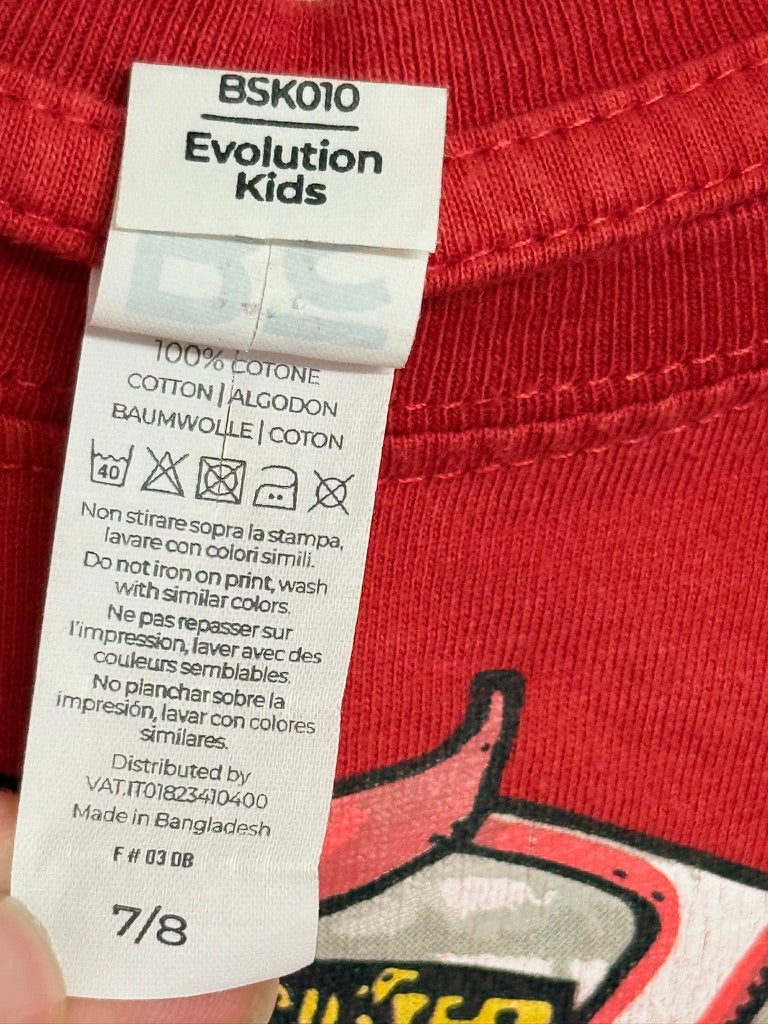 BSK010
Evolution
Kids
100% COTONE
COTTON | ALGODON
BAUMWOLLE | COTON
40
Non stirare sopra la stampa,
lavare con colori simili.
Do not iron on print, wash
with similar colors.
Ne pas repasser sur
l'impression, laver avec des
couleurs semblables.
No planchar sobre la
impresión, lavar con colores
similares.
Distributed by
VAT.IT01823410400
Made in Bangladesh
F # 03 DB
7/8